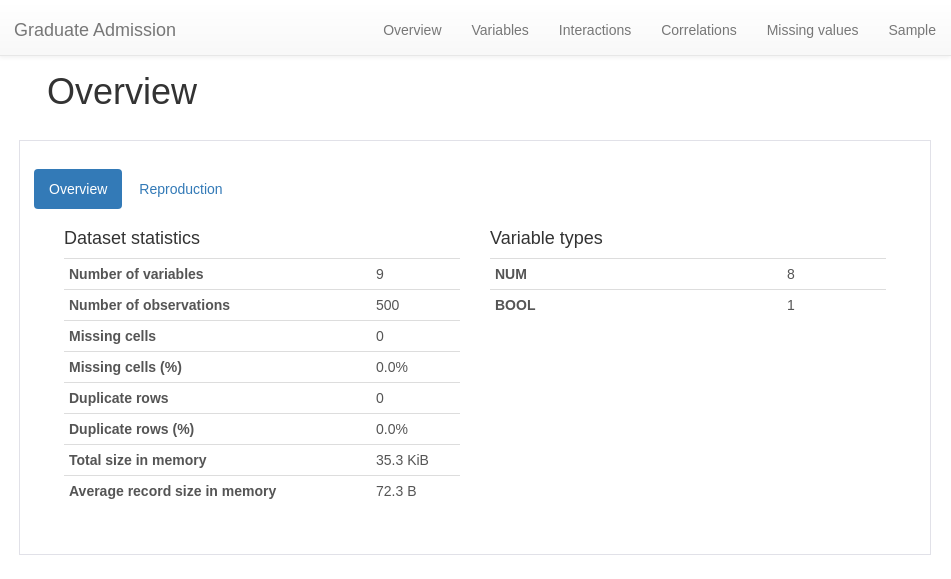 Graduate Admission Overview Variables Interactions Correlations Missing values Sample
Overview
Overview Reproduction
Dataset statistics
Number of variables 9
Number of observations 500
Missing cells 0
Missing cells (%) 0.0%
Duplicate rows 0
Duplicate rows (%) 0.0%
Total size in memory 35.3 KiB
Average record size in memory 72.3 B
Variable types
NUM 8
BOOL 1